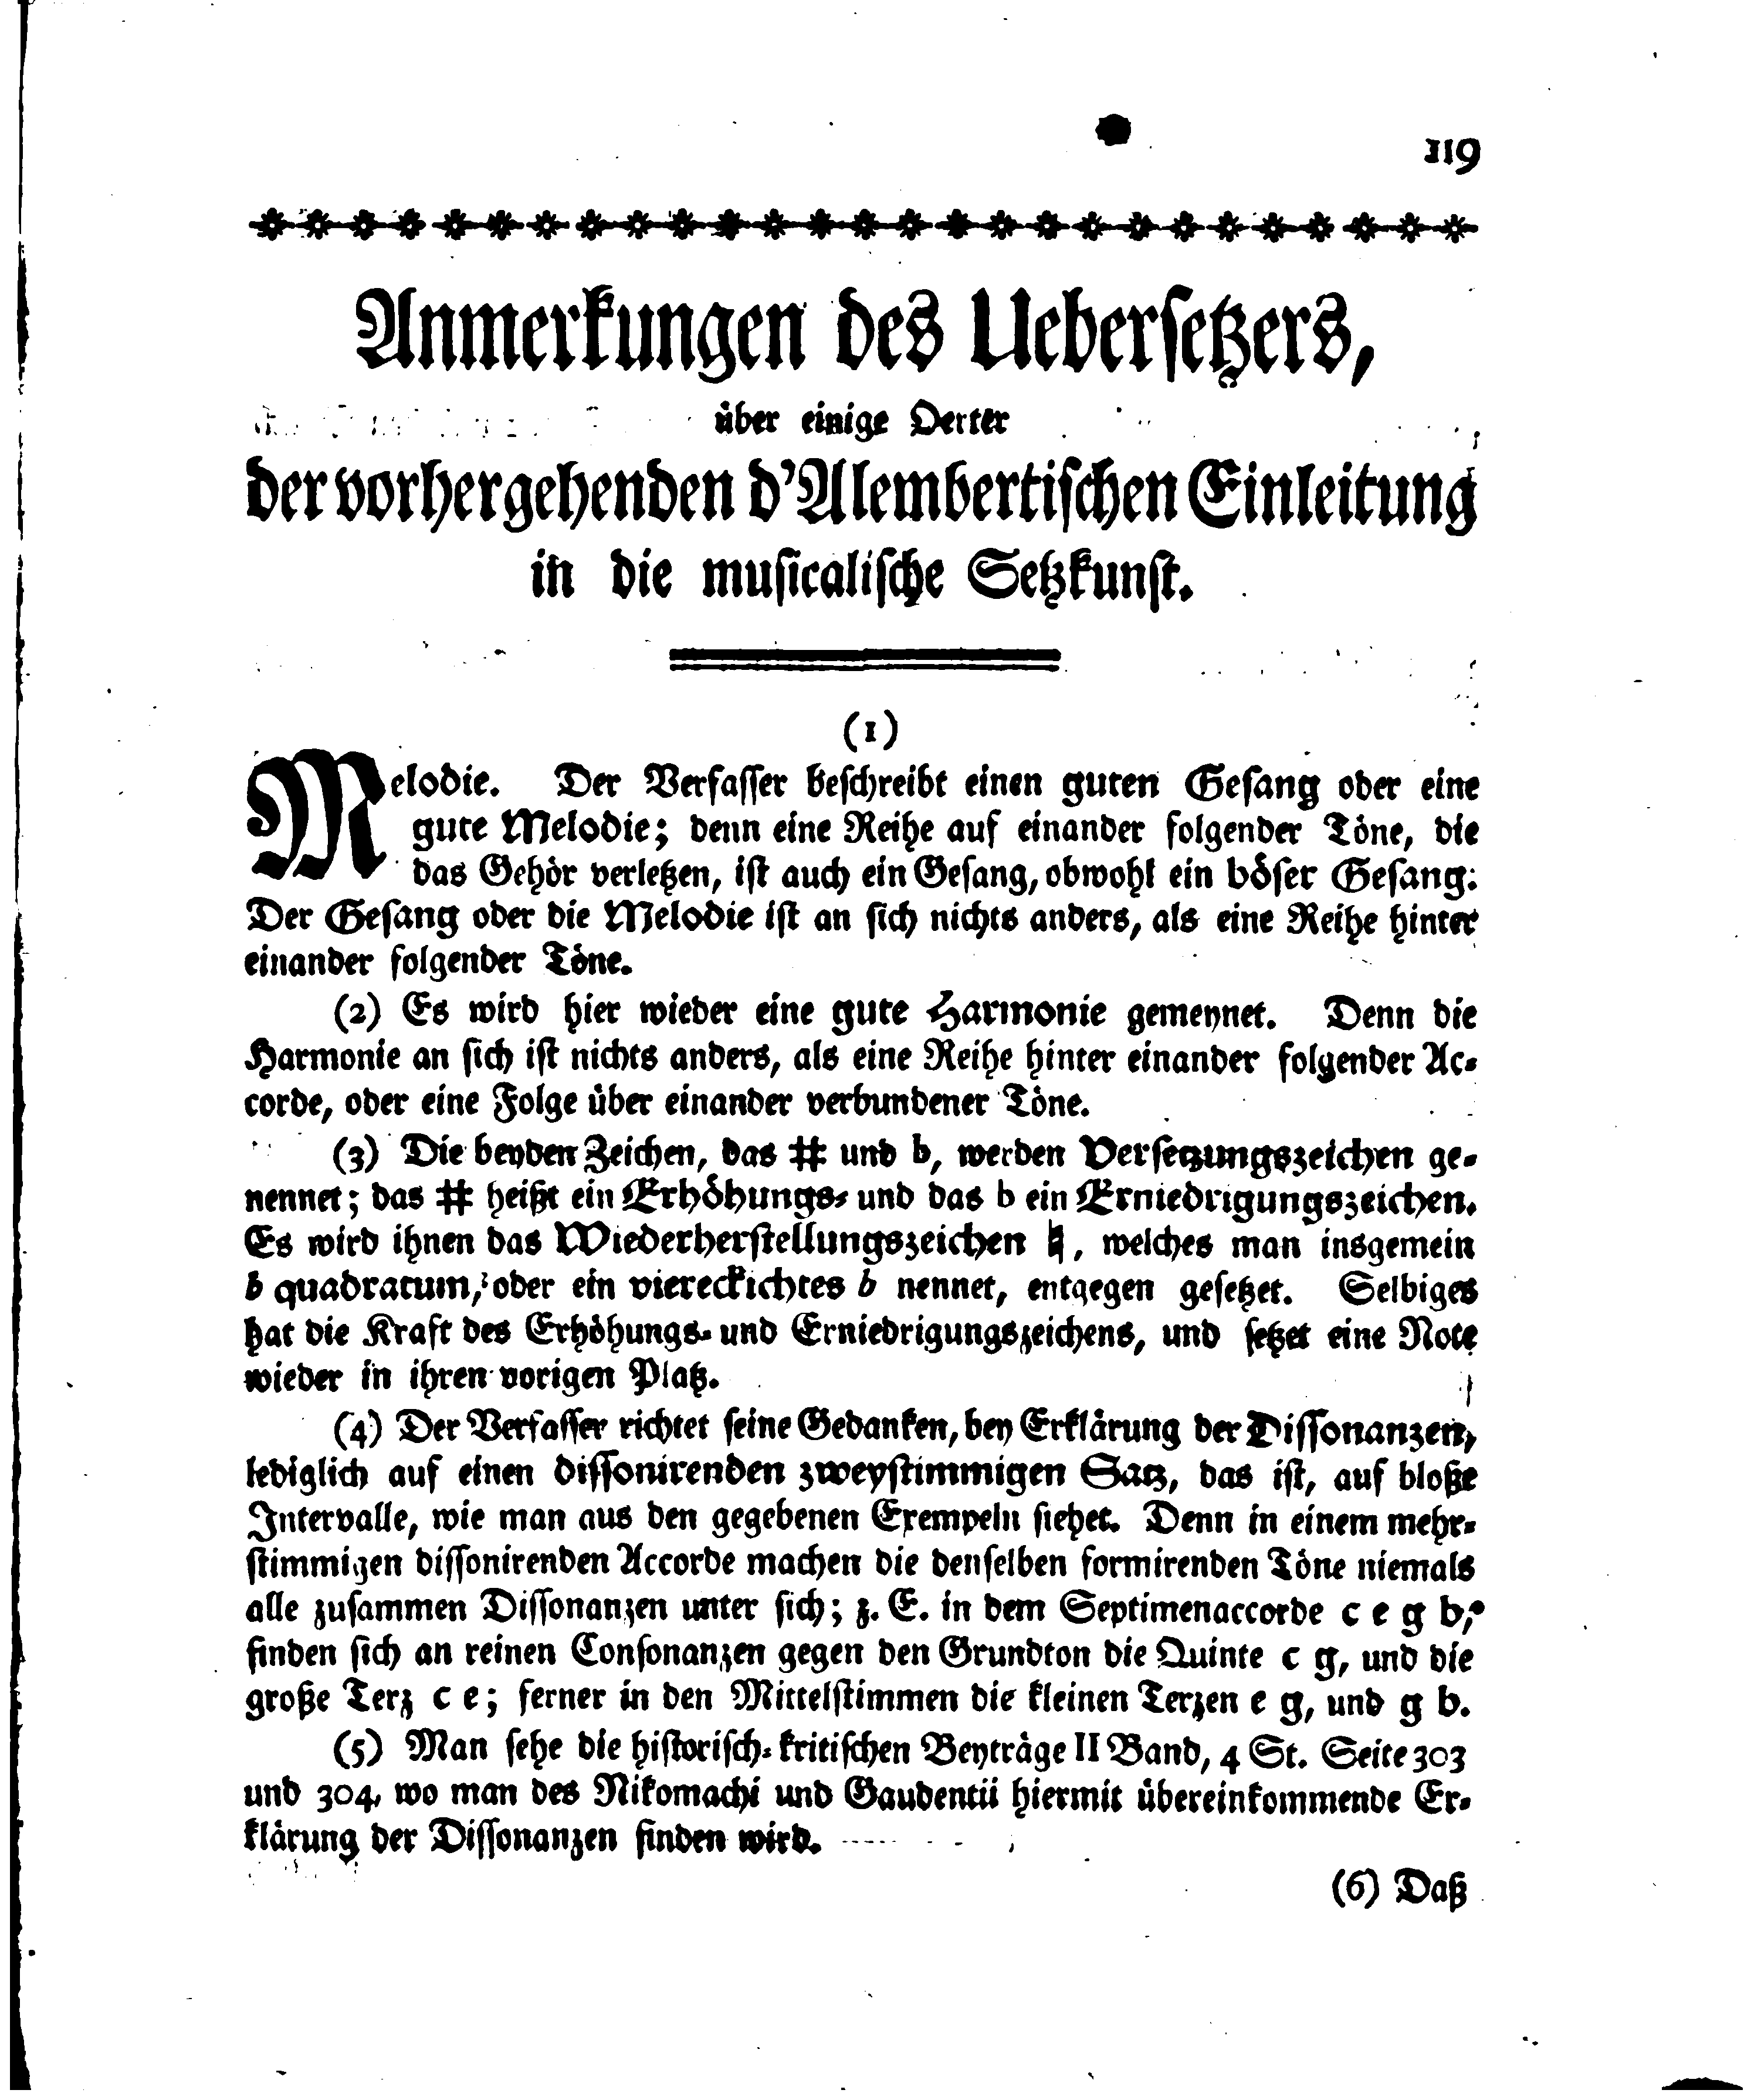 119
Anmerkungen des Uebersetzers,
über einige Oerter
der vorhergehenden d'Alembertischen Einleitung
in die musicalische Setzkunst.
(1)
Melodie. Der Verfasser beschreibt einen guten Gesang oder eine
gute Melodie; denn eine Reihe auf einander folgender Töne, die
das Gehör verletzen, ist auch ein Gesang, obwohl ein böser Gesang:
Der Gesang oder die Melodie ist an sich nichts anders, als eine Reihe hinter
einander folgender Töne.
(2) Es wird hier wieder eine gute Harmonie gemeynet. Denn die
Harmonie an sich ist nichts anders, als eine Reihe hinter einander folgender Ac-
corde, oder eine Folge über einander verbundener Töne.
(3) Die beyden Zeichen, das # und b, werden Versetzungszeichen ge-
nennet; das # heißt ein Erhöhungs- und das b ein Erniedrigungszeichen.
Es wird ihnen das Wiederherstellungszeichen ♮, welches man insgemein
b quadratum, oder ein viereckichtes b nennet, entgegen gesetzet. Selbiges
hat die Kraft des Erhöhungs- und Erniedrigungszeichens, und setzet eine Note
wieder in ihren vorigen Platz.
(4) Der Verfasser richtet seine Gedanken, bey Erklärung der Dissonanzen,
lediglich auf einen dissonirenden zweystimmigen Satz, das ist, auf bloße
Intervalle, wie man aus den gegebenen Exempeln siehet. Denn in einem mehr-
stimmigen dissonirenden Accorde machen die denselben formirenden Töne niemals
alle zusammen Dissonanzen unter sich; z. E. in dem Septimenaccorde c e g b,
finden sich an reinen Consonanzen gegen den Grundton die Quinte c g, und die
große Terz c e; ferner in den Mittelstimmen die kleinen Terzen e g, und g b.
(5) Man sehe die historisch-kritischen Beyträge II Band, 4 St. Seite 303
und 304, wo man des Nikomachi und Gaudentii hiermit übereinkommende Er-
klärung der Dissonanzen finden wird.
(6) Daß